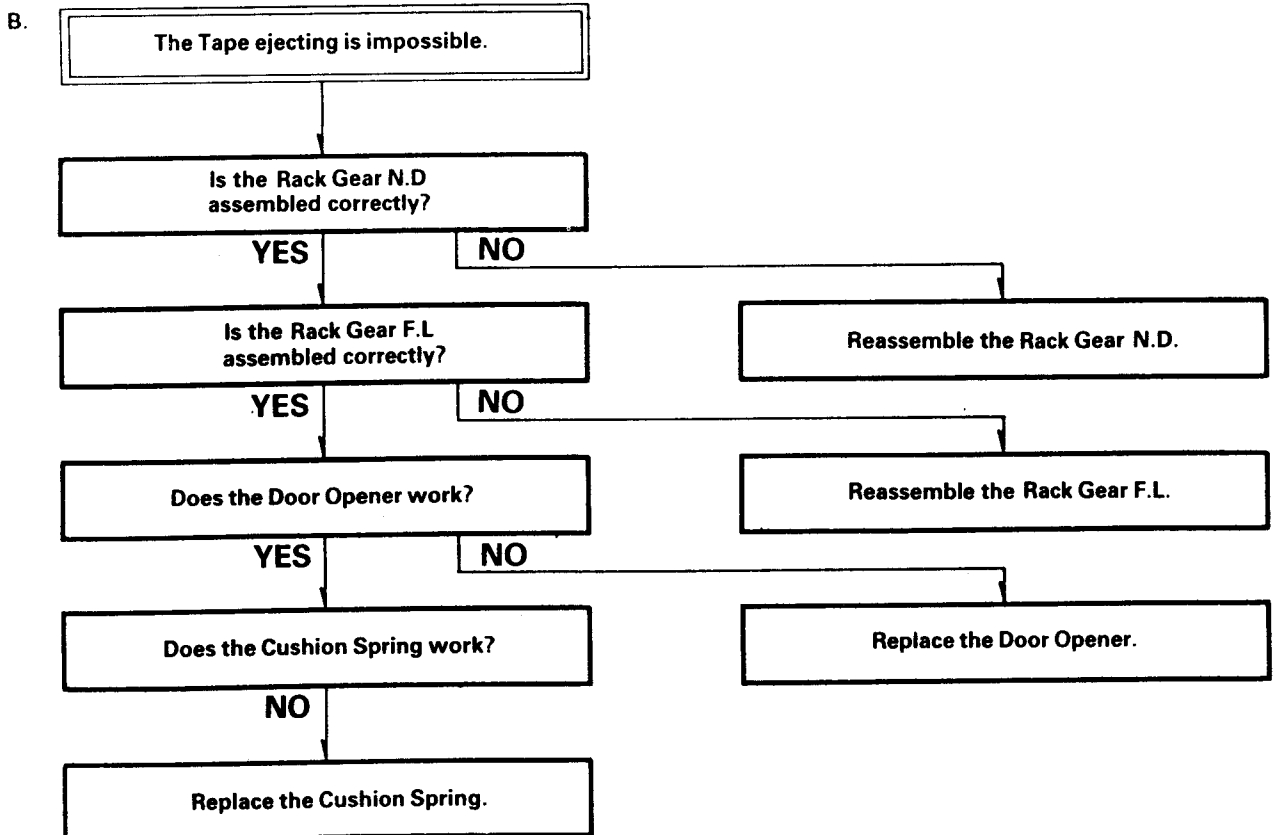 B.
The Tape ejecting is impossible.
Is the Rack Gear N.D
assembled correctly?
YES
NO
Is the Rack Gear F.L
assembled correctly?
Reassemble the Rack Gear N.D.
YES
NO
Does the Door Opener work?
Reassemble the Rack Gear F.L.
YES
NO
Does the Cushion Spring work?
Replace the Door Opener.
NO
Replace the Cushion Spring.